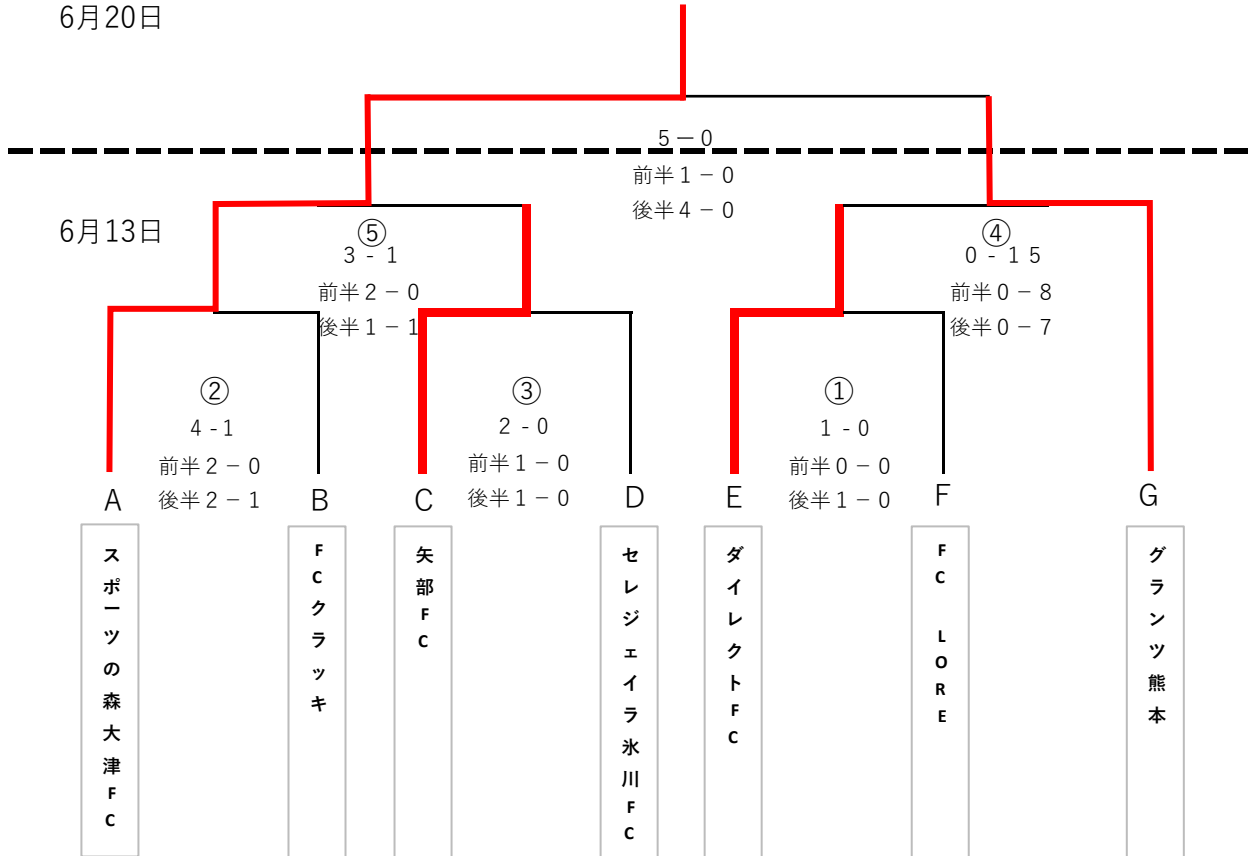 6月20日
5－0
前半1－0
後半4－0
6月13日
⑤
3 - 1
前半2－0
後半1－1
④
0 - 1 5
前半0－8
後半0－7
②
4 - 1
前半2－0
後半2－1
③
2 - 0
前半1－0
後半1－0
①
1 - 0
前半0－0
後半1－0
A
B
C
D
E
F
G
スポーツの森大津FC
FCクラッキ
矢部FC
セレジェイラ氷川FC
ダイレクトFC
FC LORE
グランツ熊本